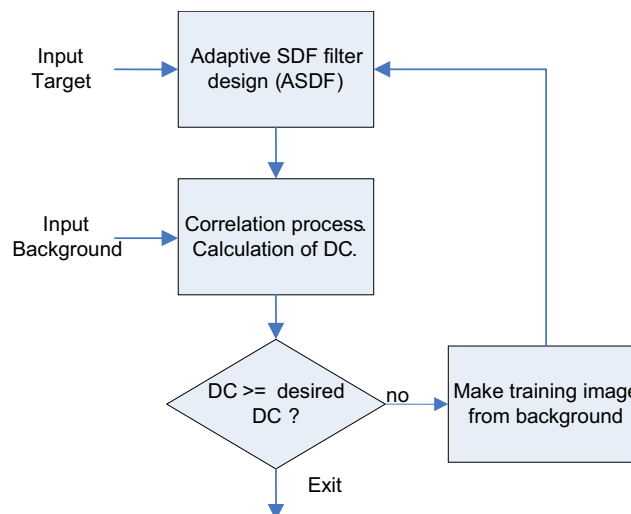 Input
Target
Adaptive SDF filter
design (ASDF)
Input
Background
Correlation process.
Calculation of DC.
DC >= desired
DC ?
no
Make training image
from background
Exit